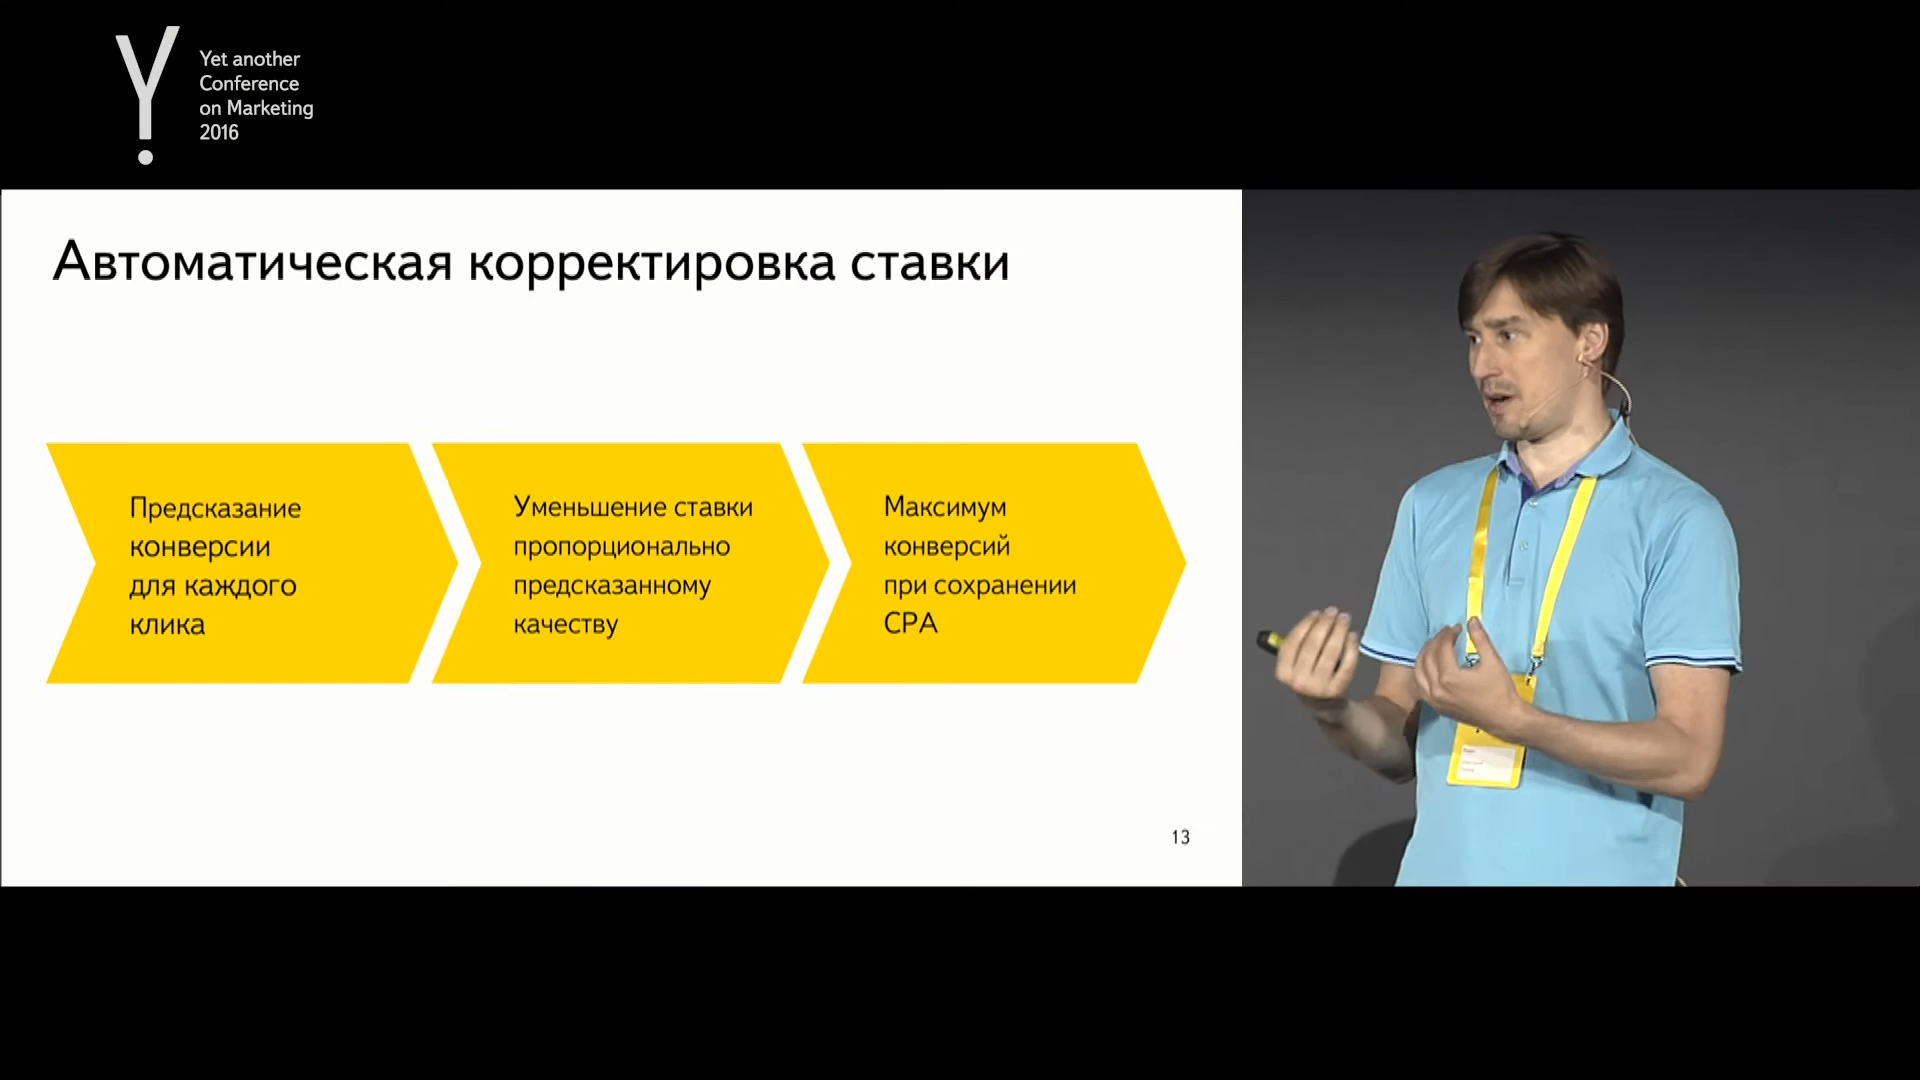 Yet another
Conference
on Marketing
2016
Автоматическая корректировка ставки
Предсказание
конверсии
для каждого
клика
Уменьшение ставки
пропорционально
предсказанному
качеству
Максимум
конверсий
при сохранении
CPA
13